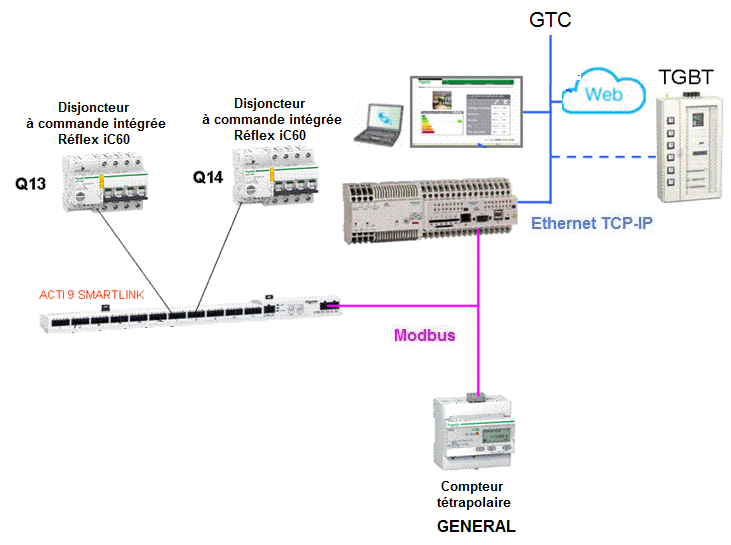 GTC
Web
TGBT
Disjoncteur
à commande intégrée
Réflex iC60
Disjoncteur
à commande intégrée
Réflex iC60
Q13
Q14
Ethernet TCP-IP
ACTI 9 SMARTLINK
Modbus
Compteur
tétrapolaire
GENERAL